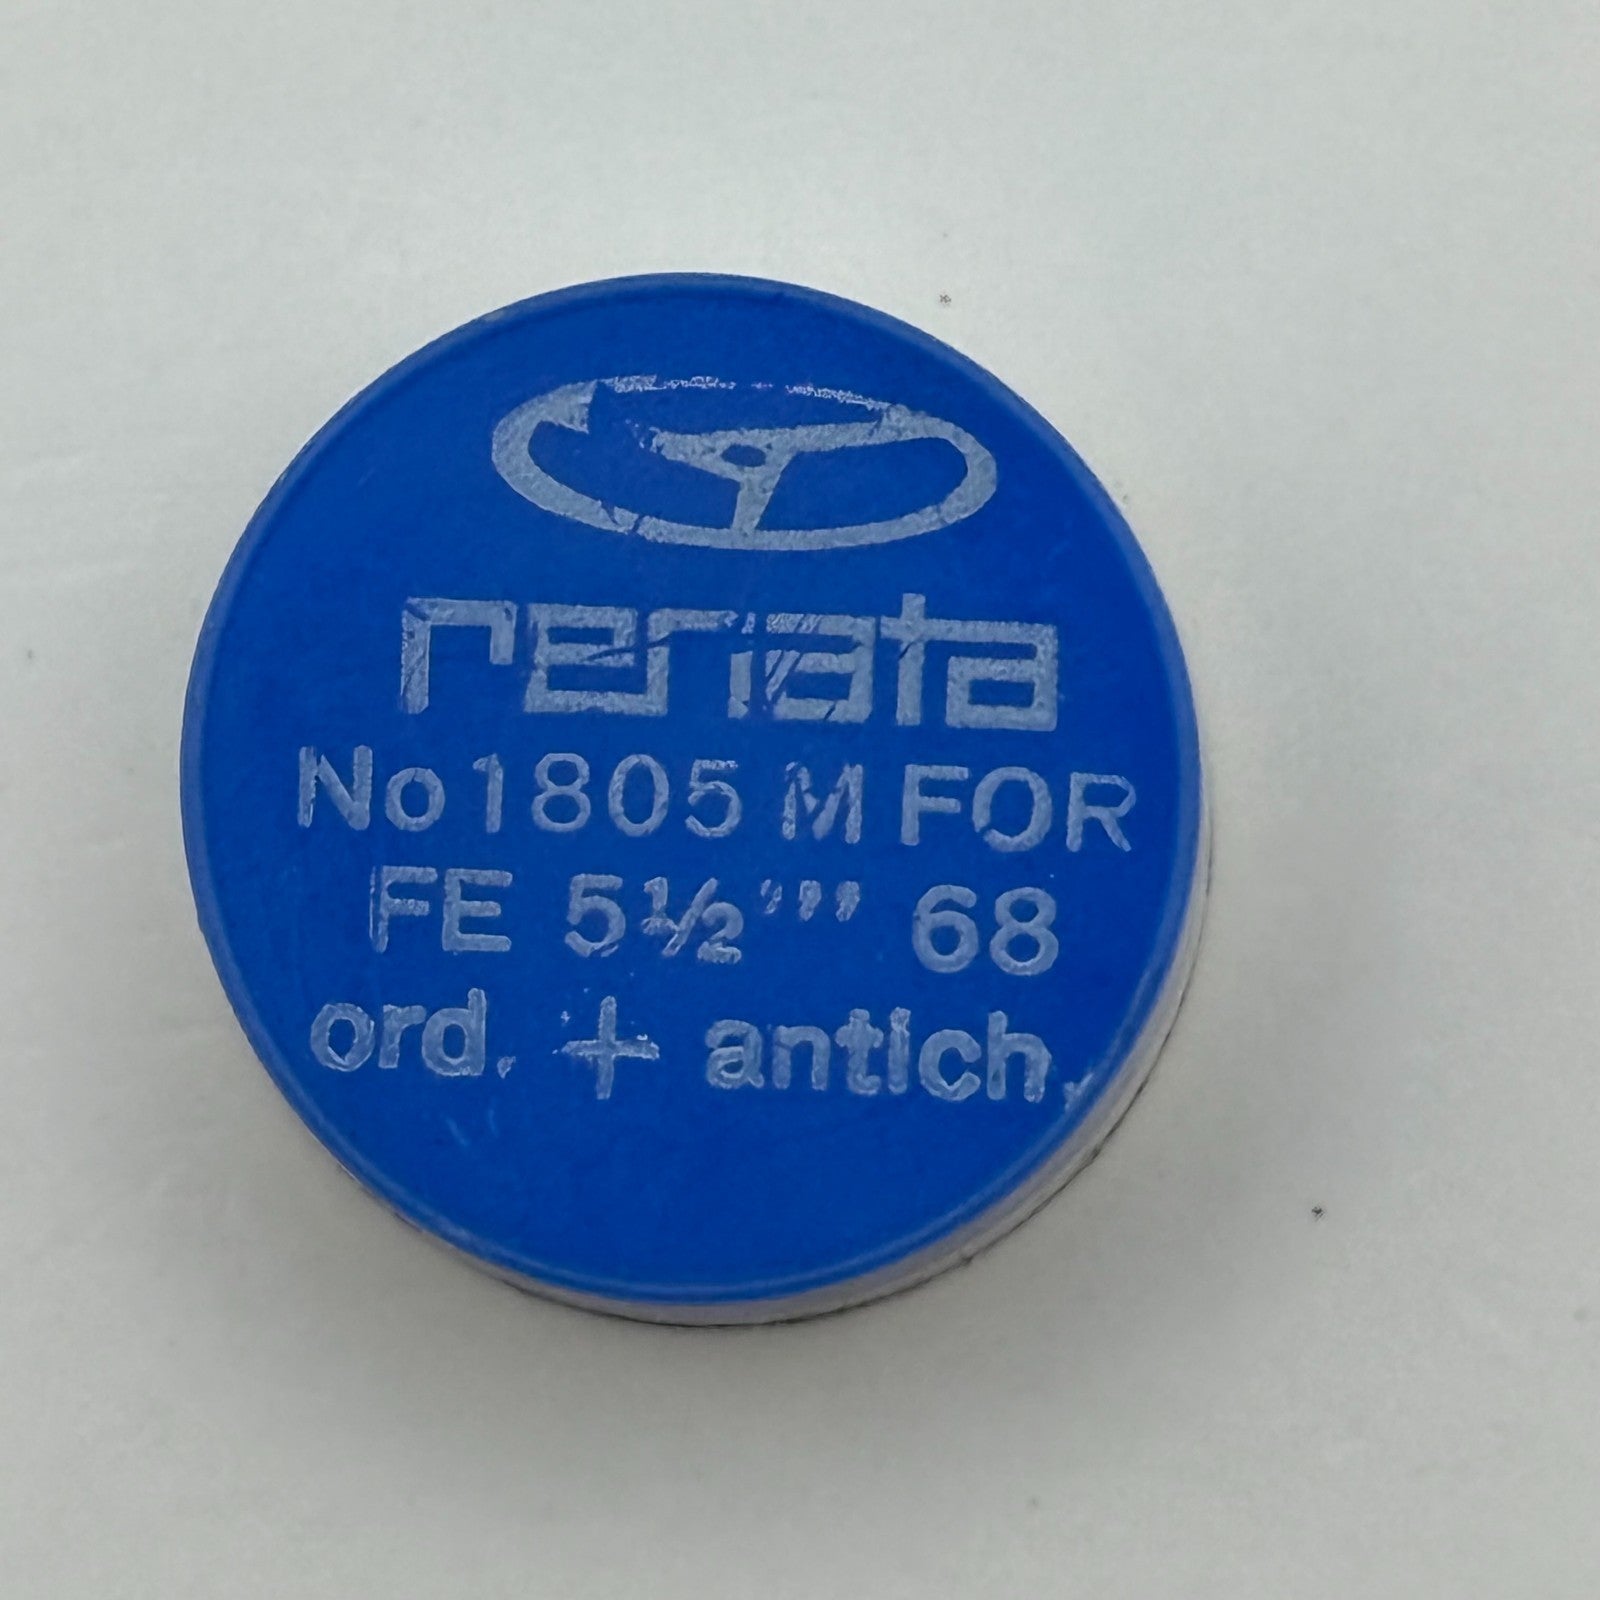 renata
No 1805 M FOR
FE 5½''' 68
ord. + antich.